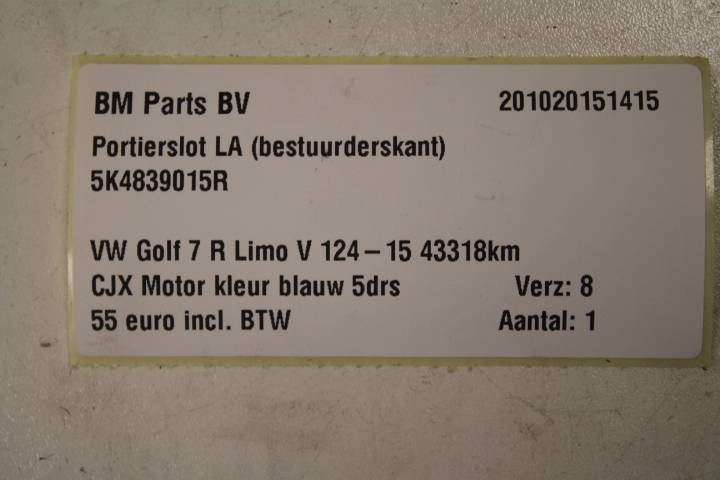 BM Parts BV 201020151415
Portierslot LA (bestuurderskant)
5K4839015R
VW Golf 7 R Limo V 124 – 15 43318km
CJX Motor kleur blauw 5drs Verz: 8
55 euro incl. BTW Aantal: 1